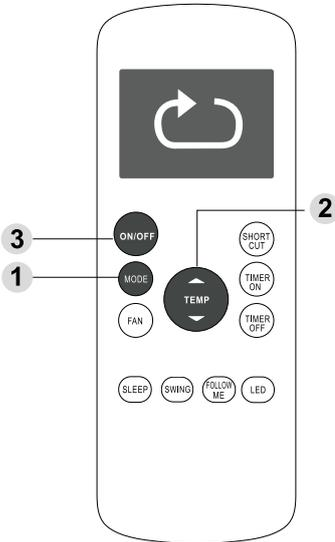 2
ON/OFF
SHORT
CUT
3
1
MODE
TEMP
TIMER
ON
FAN
TIMER
OFF
SLEEP
SWING
FOLLOW
ME
LED